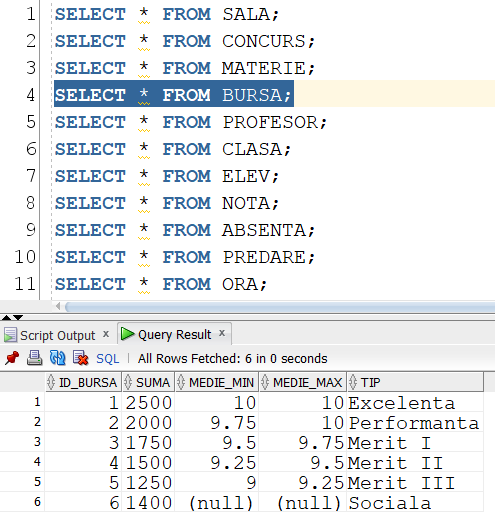 1 SELECT * FROM SALA;
2 SELECT * FROM CONCURS;
3 SELECT * FROM MATERIE;
4 SELECT * FROM BURSA;
5 SELECT * FROM PROFESOR;
6 SELECT * FROM CLASA;
7 SELECT * FROM ELEV;
8 SELECT * FROM NOTA;
9 SELECT * FROM ABSENTA;
10 SELECT * FROM PREDARE;
11 SELECT * FROM ORA;
Script Output x Query Result x
SQL | All Rows Fetched: 6 in 0 seconds
ID_BURSA SUMA MEDIE_MIN MEDIE_MAX TIP
1 1 2500 10 10 Excelenta
2 2 2000 9.75 10 Performanta
3 3 1750 9.5 9.75 Merit I
4 4 1500 9.25 9.5 Merit II
5 5 1250 9 9.25 Merit III
6 6 1400 (null) (null) Sociala